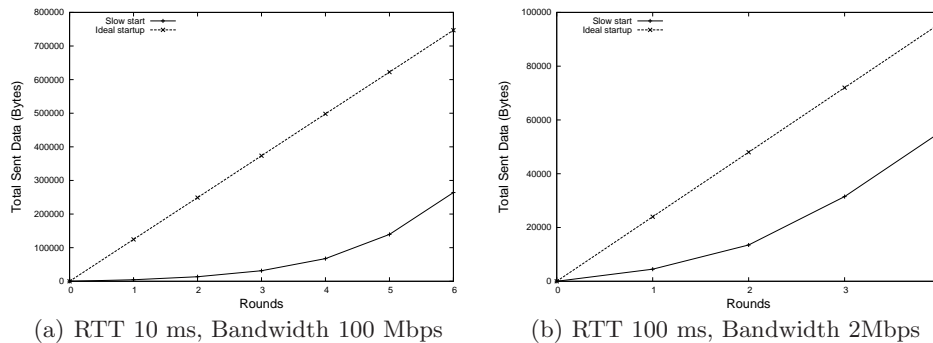 800000
700000
600000
500000
400000
300000
200000
100000
0
Total Sent Data (Bytes)
Slow start
Ideal startup
0 1 2 3 4 5 6
Rounds
(a) RTT 10 ms, Bandwidth 100 Mbps
100000
80000
60000
40000
20000
0
Total Sent Data (Bytes)
Slow start
Ideal startup
0 1 2 3
Rounds
(b) RTT 100 ms, Bandwidth 2Mbps